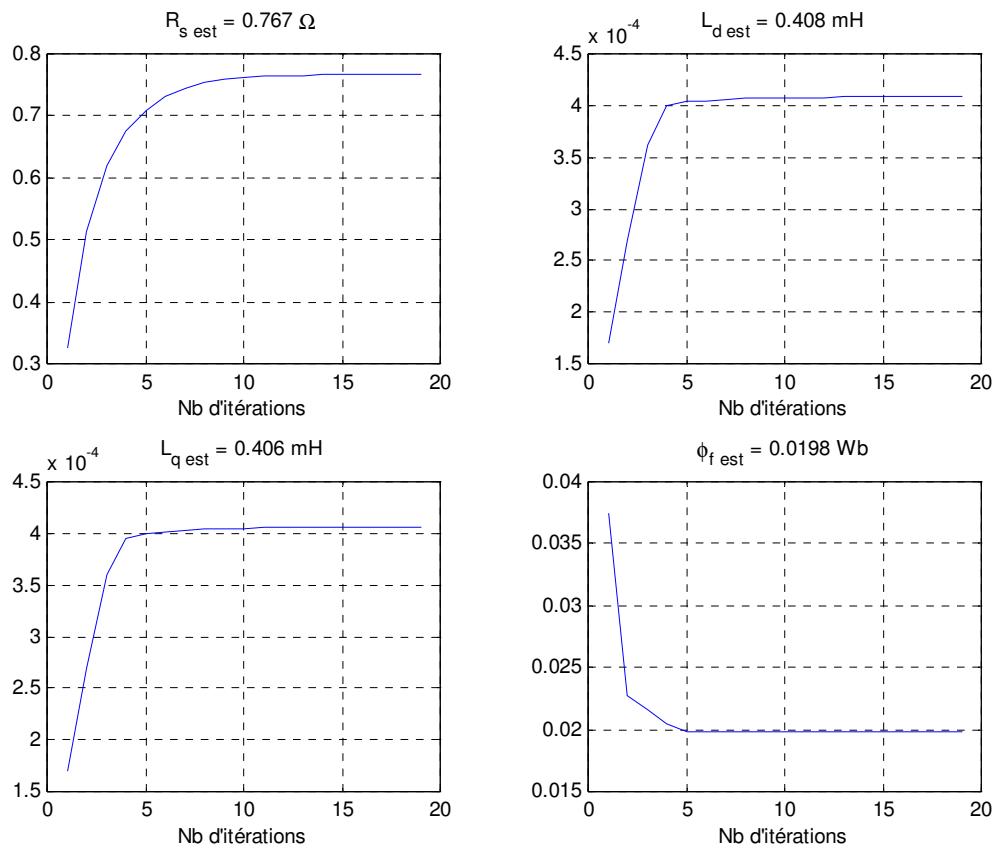 R_s est = 0.767 Ω
0.8
0.7
0.6
0.5
0.4
0.3
0 5 10 15 20
Nb d'itérations
L_d est = 0.408 mH
x 10^-4
4.5
4
3.5
3
2.5
2
1.5
0 5 10 15 20
Nb d'itérations
L_q est = 0.406 mH
x 10^-4
4.5
4
3.5
3
2.5
2
1.5
0 5 10 15 20
Nb d'itérations
ϕ_f est = 0.0198 Wb
0.04
0.035
0.03
0.025
0.02
0.015
0 5 10 15 20
Nb d'itérations